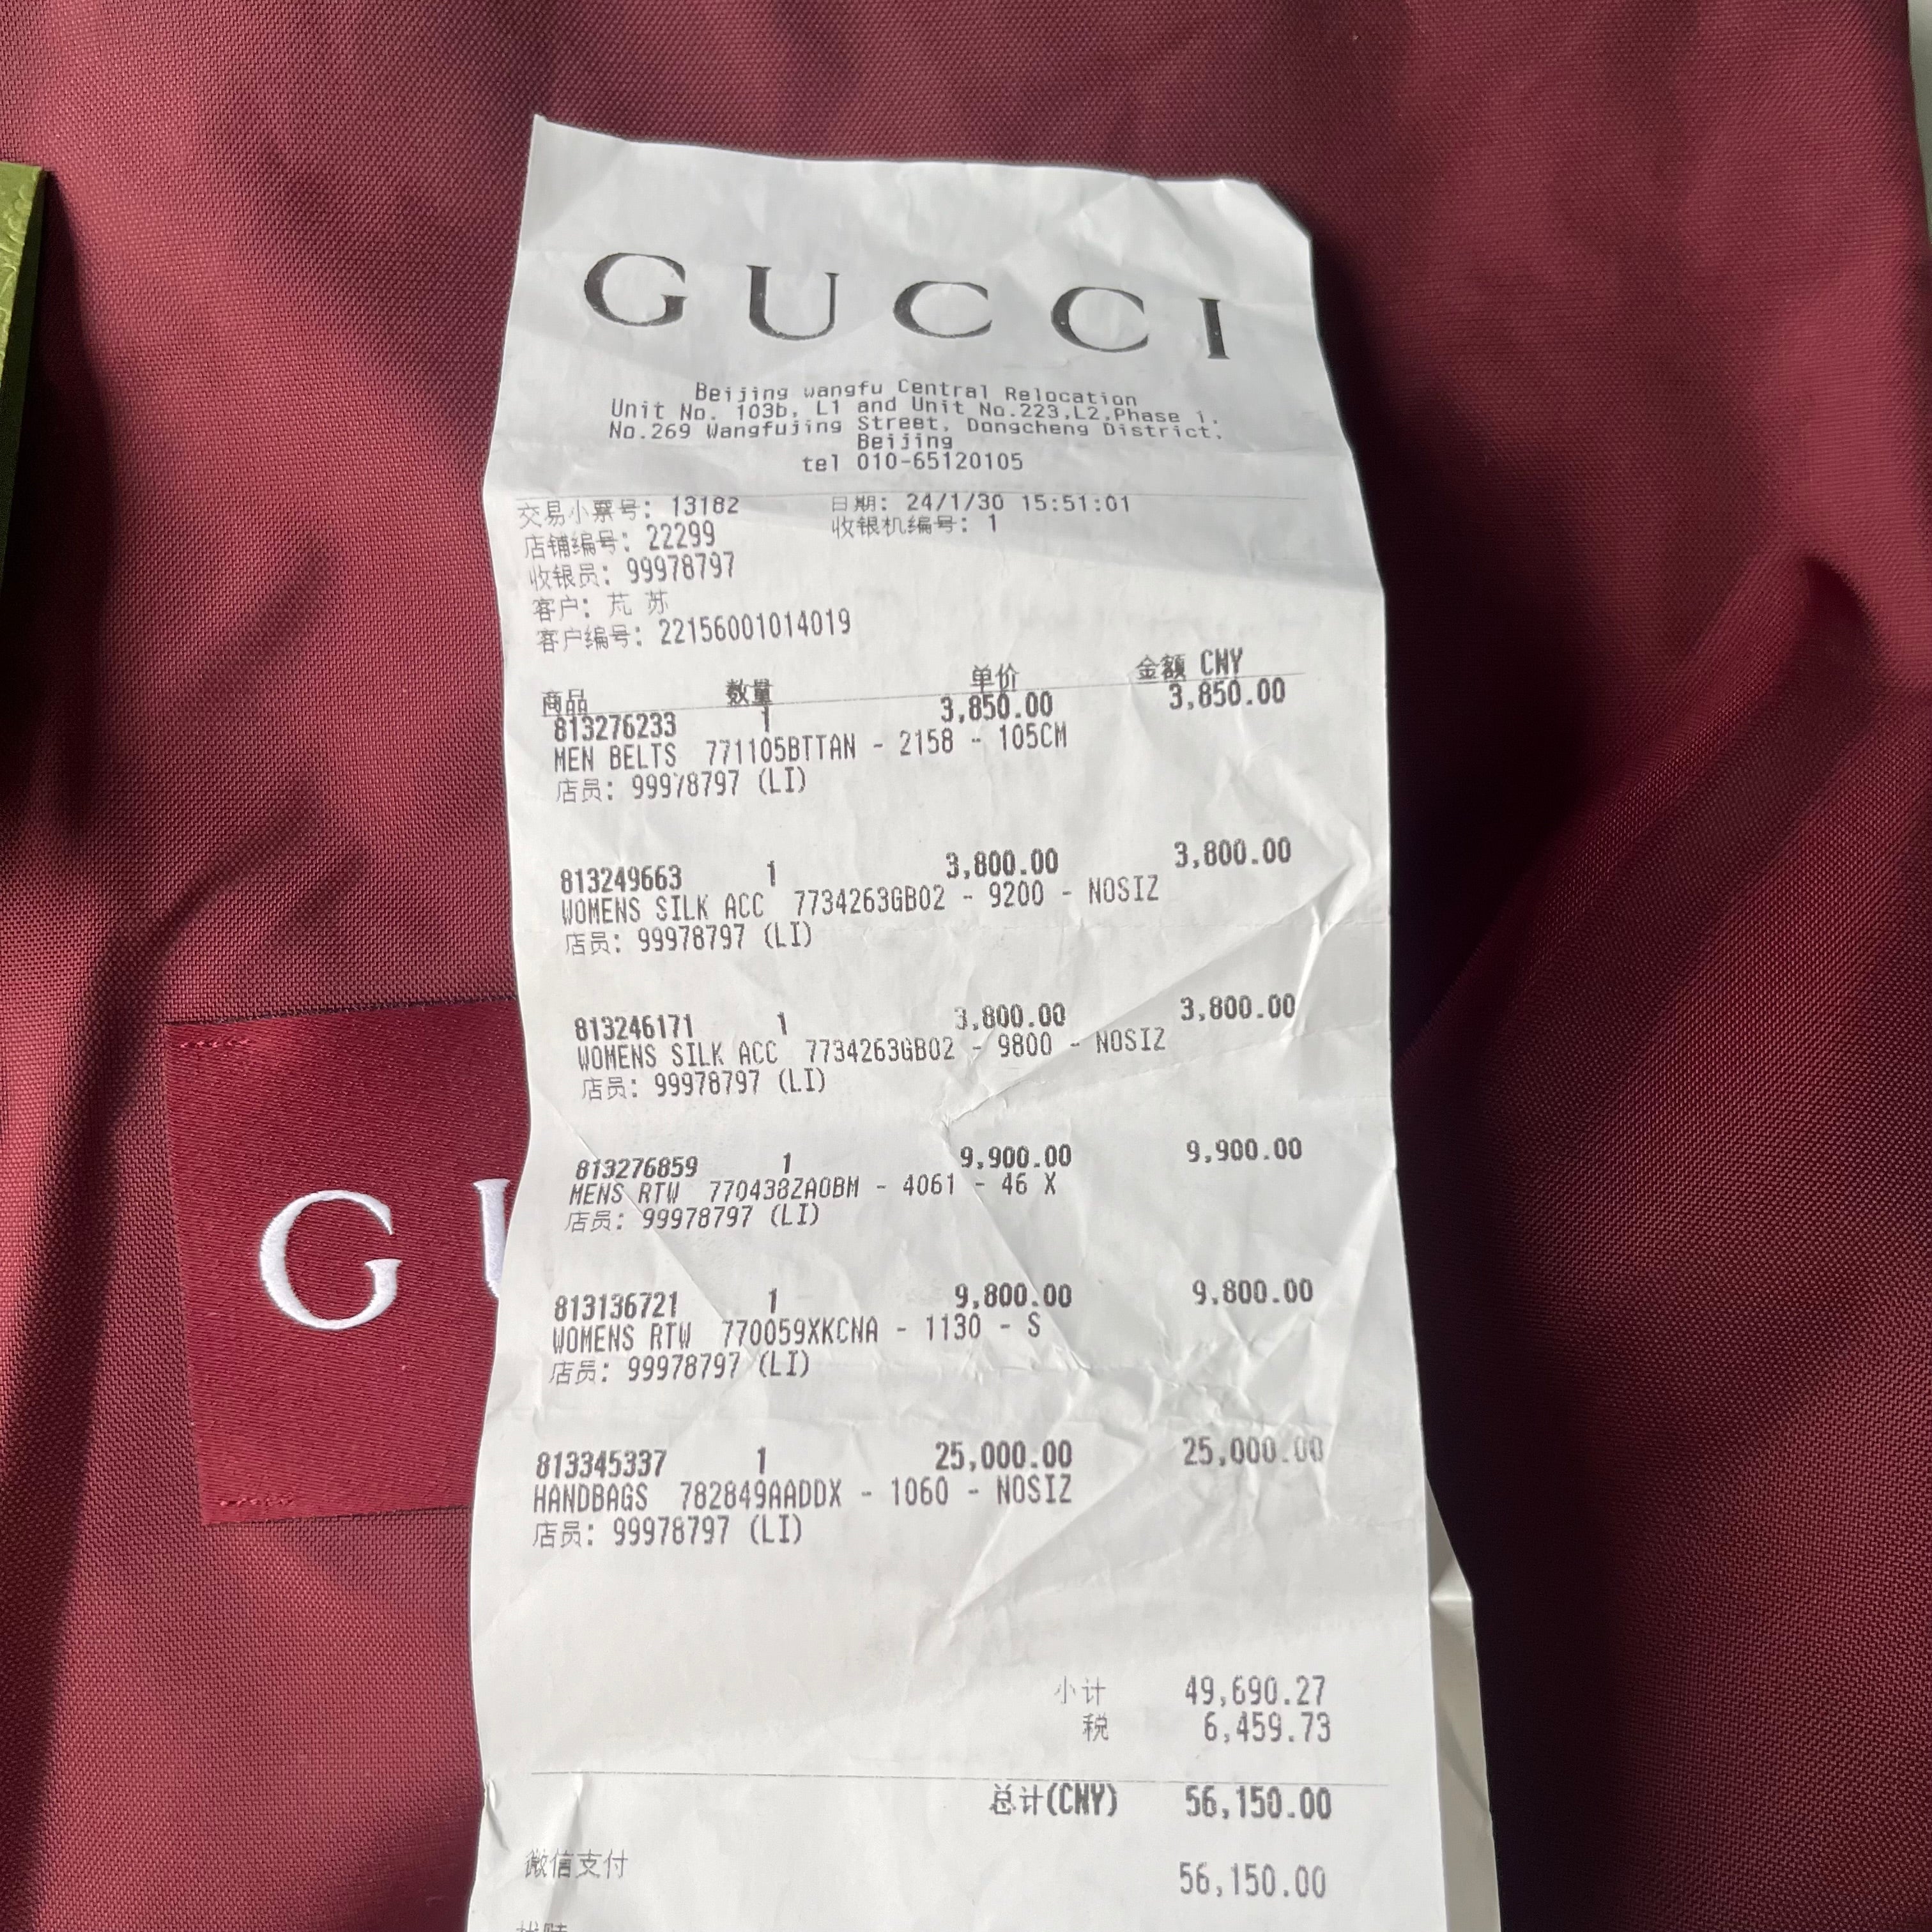 GUCCI
Beijing wangfu Central Relocation
Unit No. 103b, L1 and Unit No.223,L2,Phase 1,
No.269 Wangfujing Street, Dongcheng District,
Beijing
tel 010-65120105
交易小票号: 13182 日期: 24/1/30 15:51:01
店铺编号: 22299 收银机编号: 1
收银员: 99978797
客户: 芃 苏
客户编号: 22156001014019
商品 数量 单价 金额 CNY
813276233 1 3,850.00 3,850.00
MEN BELTS 771105BTTAN - 2158 - 105CM
店员: 99978797 (LI)
813249663 1 3,800.00 3,800.00
WOMENS SILK ACC 7734263GB02 - 9200 - NOSIZ
店员: 99978797 (LI)
813246171 1 3,800.00 3,800.00
WOMENS SILK ACC 7734263GB02 - 9800 - NOSIZ
店员: 99978797 (LI)
813276859 1 9,900.00 9,900.00
MENS RTW 770438ZAOBM - 4061 - 46 X
店员: 99978797 (LI)
813136721 1 9,800.00 9,800.00
WOMENS RTW 770059XKCNA - 1130 - S
店员: 99978797 (LI)
813345337 1 25,000.00 25,000.00
HANDBAGS 782849AADDX - 1060 - NOSIZ
店员: 99978797 (LI)
小计 49,690.27
税 6,459.73
总计(CNY) 56,150.00
微信支付 56,150.00
G U